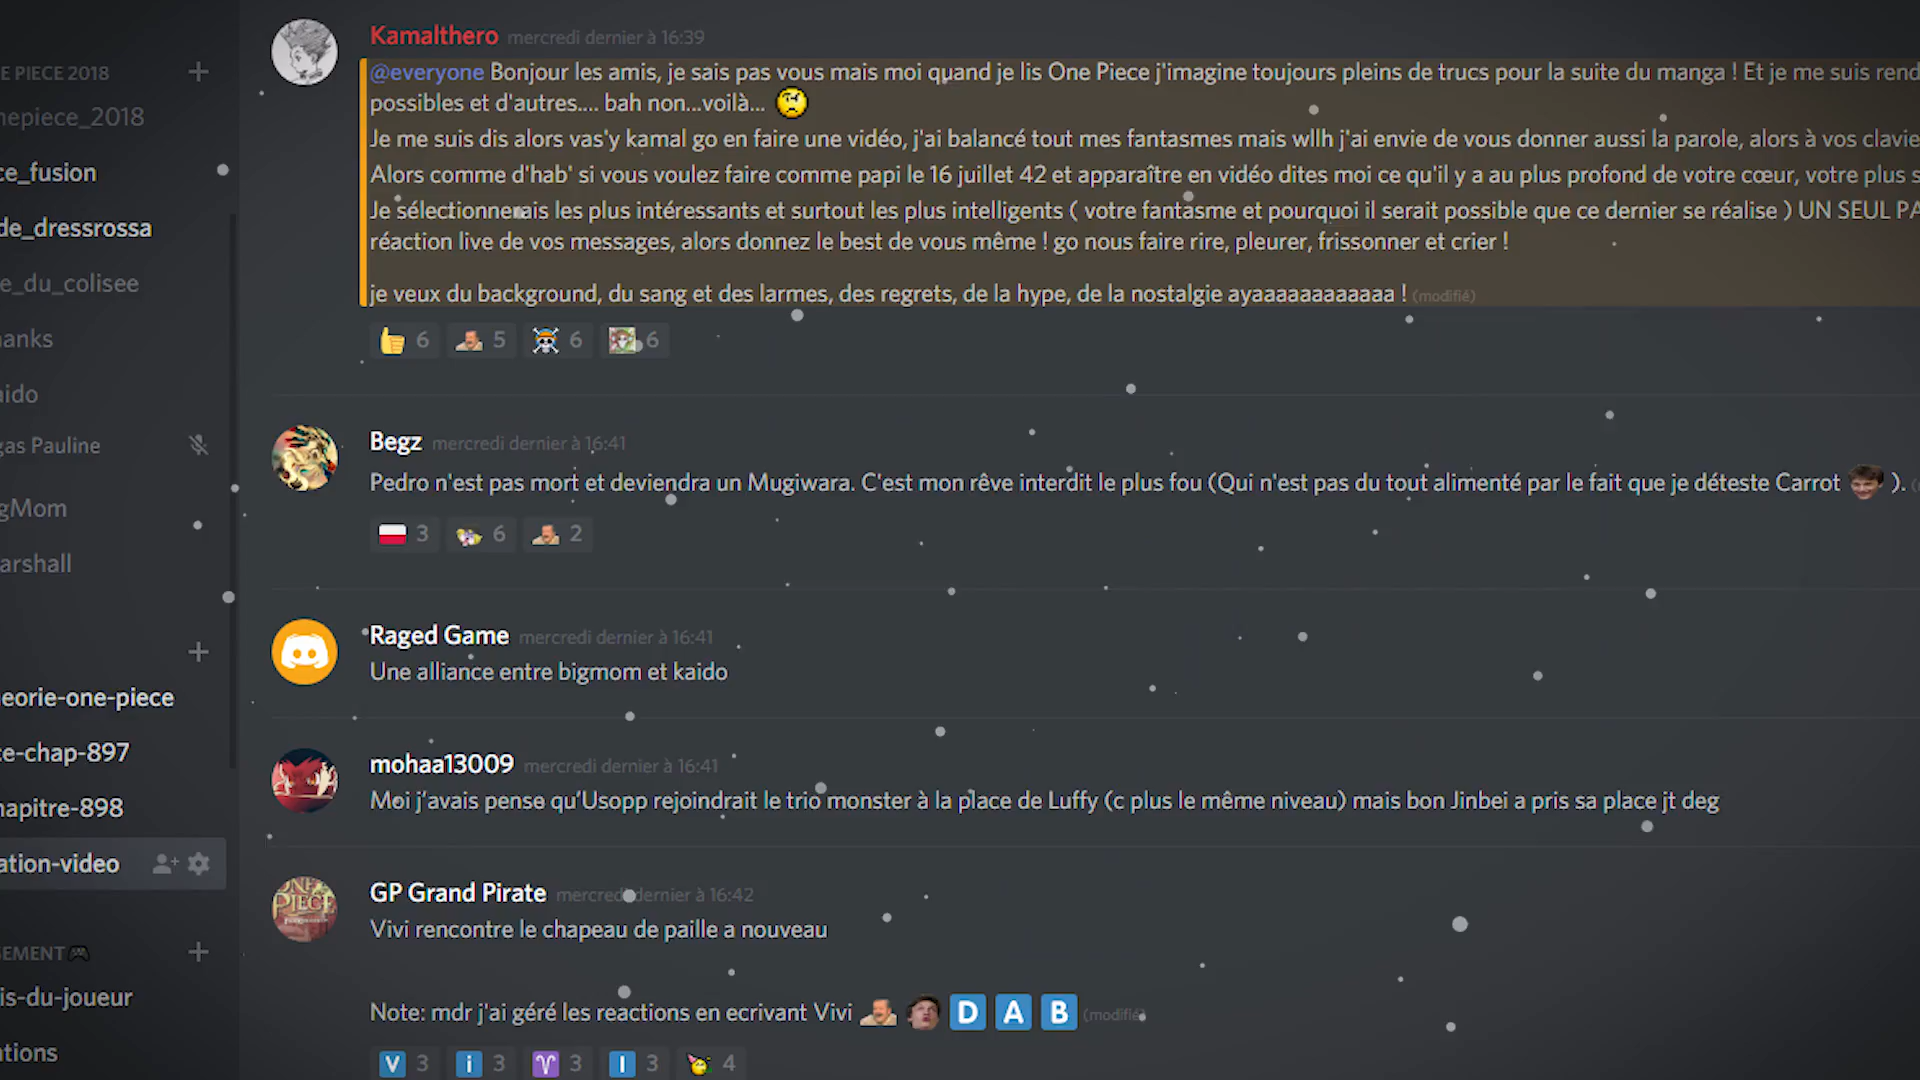 E PIECE 2018
nepiece_2018
ce_fusion
de_dressrossa
e_du_colisee
anks
ido
gas Pauline
gMom
arshall
eorie-one-piece
ce-chap-897
hapitre-898
ation-video
SEMENT
is-du-joueur
tions
Kamalthero mercredi dernier à 16:39
@everyone Bonjour les amis, je sais pas vous mais moi quand je lis One Piece j'imagine toujours pleins de trucs pour la suite du manga ! Et je me suis rend
possibles et d'autres.... bah non...voilà...
Je me suis dis alors vas'y kamal go en faire une vidéo, j'ai balancé tout mes fantasmes mais wllh j'ai envie de vous donner aussi la parole, alors à vos clavie
Alors comme d'hab' si vous voulez faire comme papi le 16 juillet 42 et apparaître en vidéo dites moi ce qu'il y a au plus profond de votre cœur, votre plus s
Je sélectionnerais les plus intéressants et surtout les plus intelligents ( votre fantasme et pourquoi il serait possible que ce dernier se réalise ) UN SEUL PA
réaction live de vos messages, alors donnez le best de vous même ! go nous faire rire, pleurer, frissonner et crier !
je veux du background, du sang et des larmes, des regrets, de la hype, de la nostalgie ayaaaaaaaaaaaa ! (modifié)
6 5 6 6
Begz mercredi dernier à 16:41
Pedro n'est pas mort et deviendra un Mugiwara. C'est mon rêve interdit le plus fou (Qui n'est pas du tout alimenté par le fait que je déteste Carrot ).
3 6 2
Raged Game mercredi dernier à 16:41
Une alliance entre bigmom et kaido
mohaa13009 mercredi dernier à 16:41
Moi j'avais pense qu'Usopp rejoindrait le trio monster à la place de Luffy (c plus le même niveau) mais bon Jinbei a pris sa place jt deg
ONE PIECE
GP Grand Pirate mercredi dernier à 16:42
Vivi rencontre le chapeau de paille a nouveau
Note: mdr j'ai géré les reactions en ecrivant Vivi D A B (modifié)
V 3 i 3 ♈ 3 I 3 4